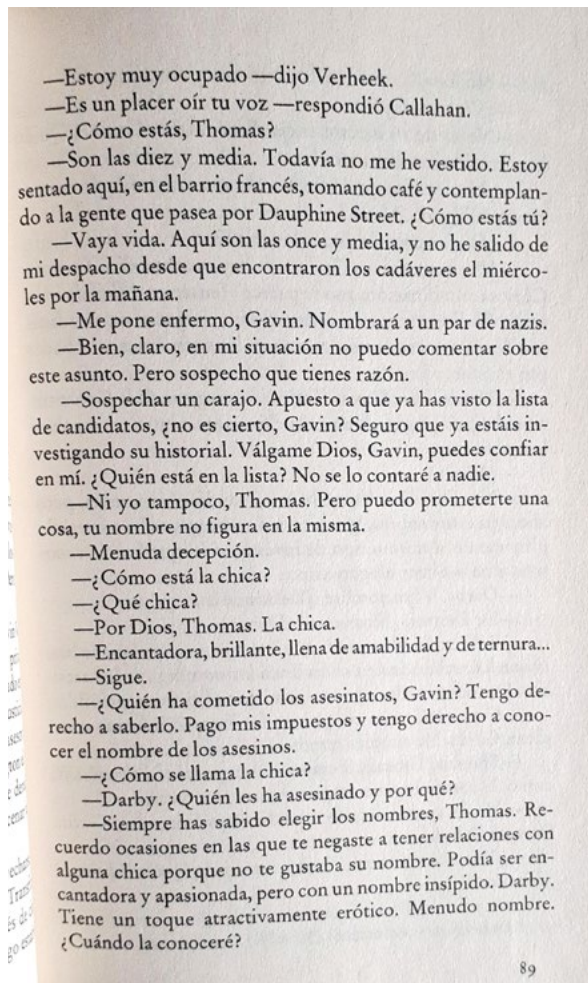 —Estoy muy ocupado —dijo Verheek.
—Es un placer oír tu voz —respondió Callahan.
—¿Cómo estás, Thomas?
—Son las diez y media. Todavía no me he vestido. Estoy
sentado aquí, en el barrio francés, tomando café y contemplan-
do a la gente que pasea por Dauphine Street. ¿Cómo estás tú?
—Vaya vida. Aquí son las once y media, y no he salido de
mi despacho desde que encontraron los cadáveres el miérco-
les por la mañana.
—Me pone enfermo, Gavin. Nombrará a un par de nazis.
—Bien, claro, en mi situación no puedo comentar sobre
este asunto. Pero sospecho que tienes razón.
—Sospechar un carajo. Apuesto a que ya has visto la lista
de candidatos, ¿no es cierto, Gavin? Seguro que ya estáis in-
vestigando su historial. Válgame Dios, Gavin, puedes confiar
en mí. ¿Quién está en la lista? No se lo contaré a nadie.
—Ni yo tampoco, Thomas. Pero puedo prometerte una
cosa, tu nombre no figura en la misma.
—Menuda decepción.
—¿Cómo está la chica?
—¿Qué chica?
—Por Dios, Thomas. La chica.
—Encantadora, brillante, llena de amabilidad y de ternura...
—Sigue.
—¿Quién ha cometido los asesinatos, Gavin? Tengo de-
recho a saberlo. Pago mis impuestos y tengo derecho a cono-
cer el nombre de los asesinos.
—¿Cómo se llama la chica?
—Darby. ¿Quién les ha asesinado y por qué?
—Siempre has sabido elegir los nombres, Thomas. Re-
cuerdo ocasiones en las que te negaste a tener relaciones con
alguna chica porque no te gustaba su nombre. Podía ser en-
cantadora y apasionada, pero con un nombre insípido. Darby.
Tiene un toque atractivamente erótico. Menudo nombre.
¿Cuándo la conoceré?
89